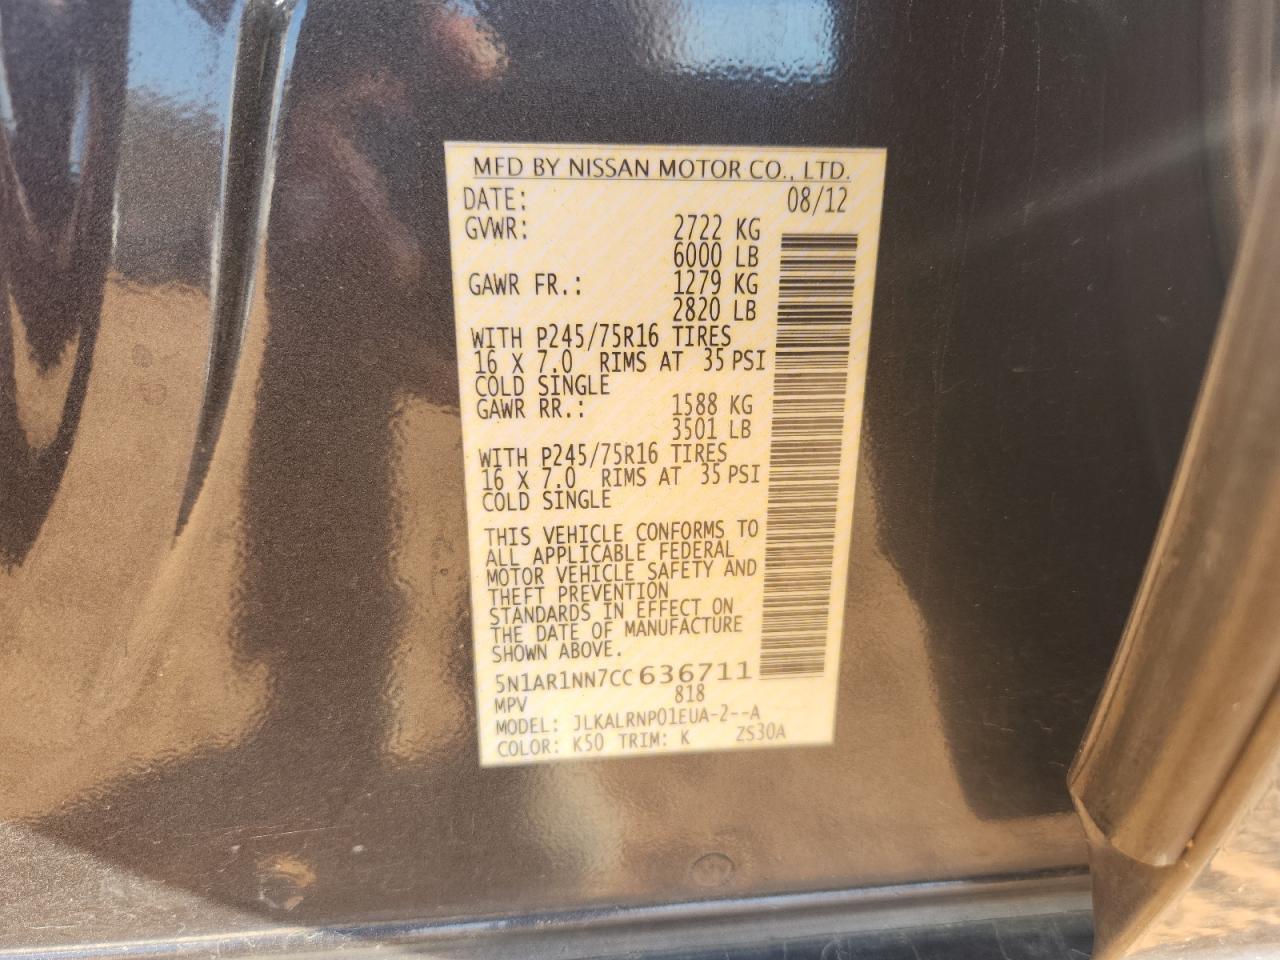 MFD BY NISSAN MOTOR CO., LTD.
DATE: 08/12
GVWR: 2722 KG
6000 LB
GAWR FR.: 1279 KG
2820 LB
WITH P245/75R16 TIRES
16 X 7.0 RIMS AT 35 PSI
COLD SINGLE
GAWR RR.: 1588 KG
3501 LB
WITH P245/75R16 TIRES
16 X 7.0 RIMS AT 35 PSI
COLD SINGLE
THIS VEHICLE CONFORMS TO
ALL APPLICABLE FEDERAL
MOTOR VEHICLE SAFETY AND
THEFT PREVENTION
STANDARDS IN EFFECT ON
THE DATE OF MANUFACTURE
SHOWN ABOVE.
5N1AR1NN7CC636711
MPV 818
MODEL: JLKALRNP01EUA-2--A
COLOR: K50 TRIM: K ZS30A